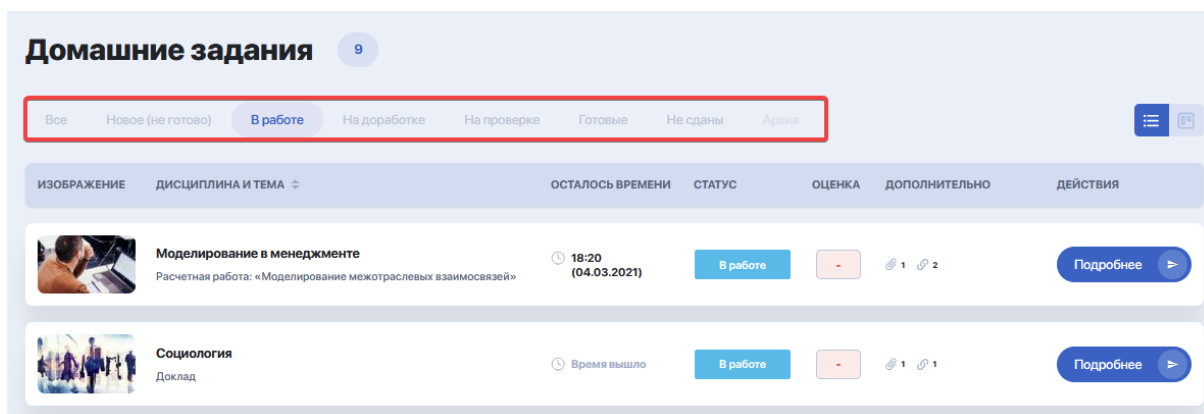 Домашние задания 9
Все Новое (не готово) В работе На доработке На проверке Готовые Не сданы Архив
ИЗОБРАЖЕНИЕ ДИСЦИПЛИНА И ТЕМА ОСТАЛОСЬ ВРЕМЕНИ СТАТУС ОЦЕНКА ДОПОЛНИТЕЛЬНО ДЕЙСТВИЯ
Моделирование в менеджменте
Расчетная работа: «Моделирование межотраслевых взаимосвязей»
18:20
(04.03.2021)
В работе - 1 2 Подробнее
Социология
Доклад
Время вышло В работе - 1 1 Подробнее